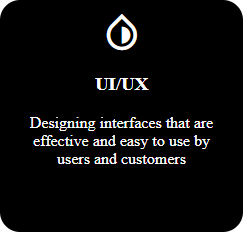 UI/UX
Designing interfaces that are
effective and easy to use by
users and customers